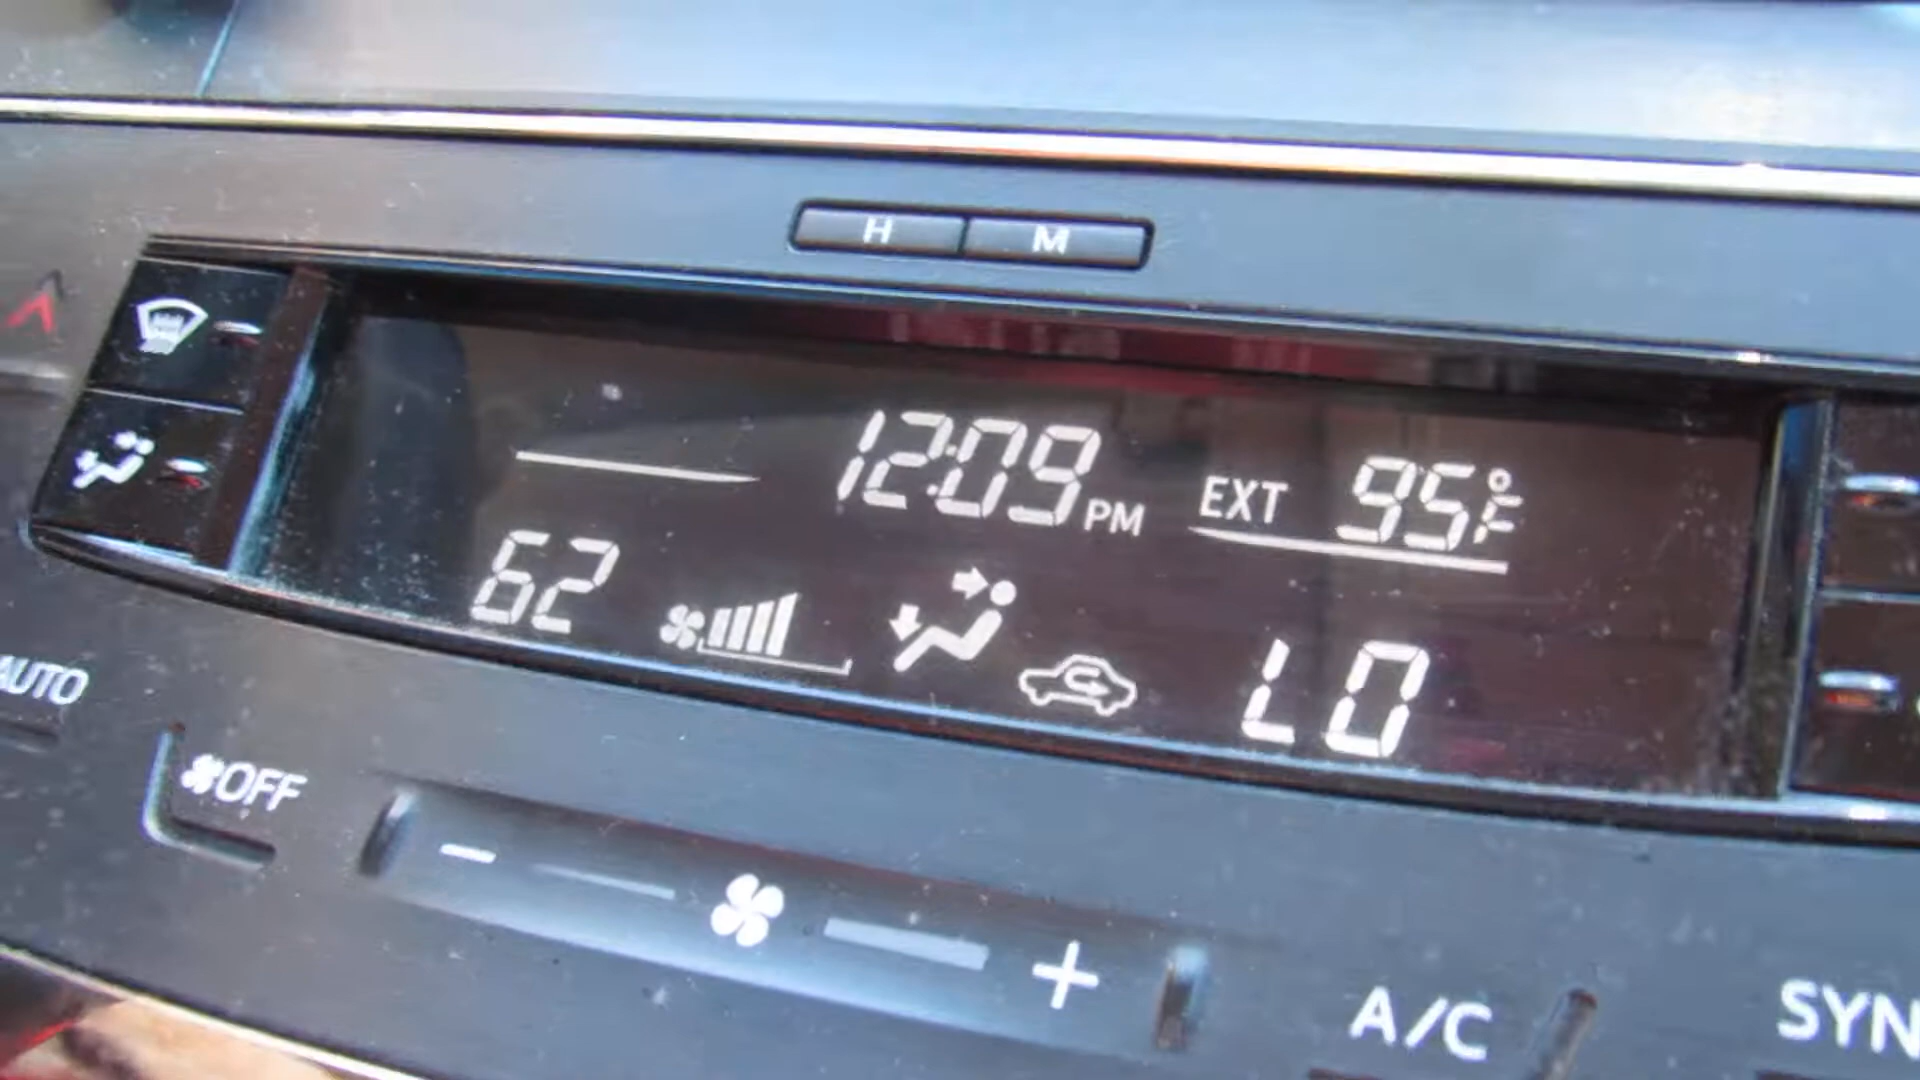 H M
12:09 PM EXT 95°F
62 LO
AUTO
OFF
- +
A/C
SYN